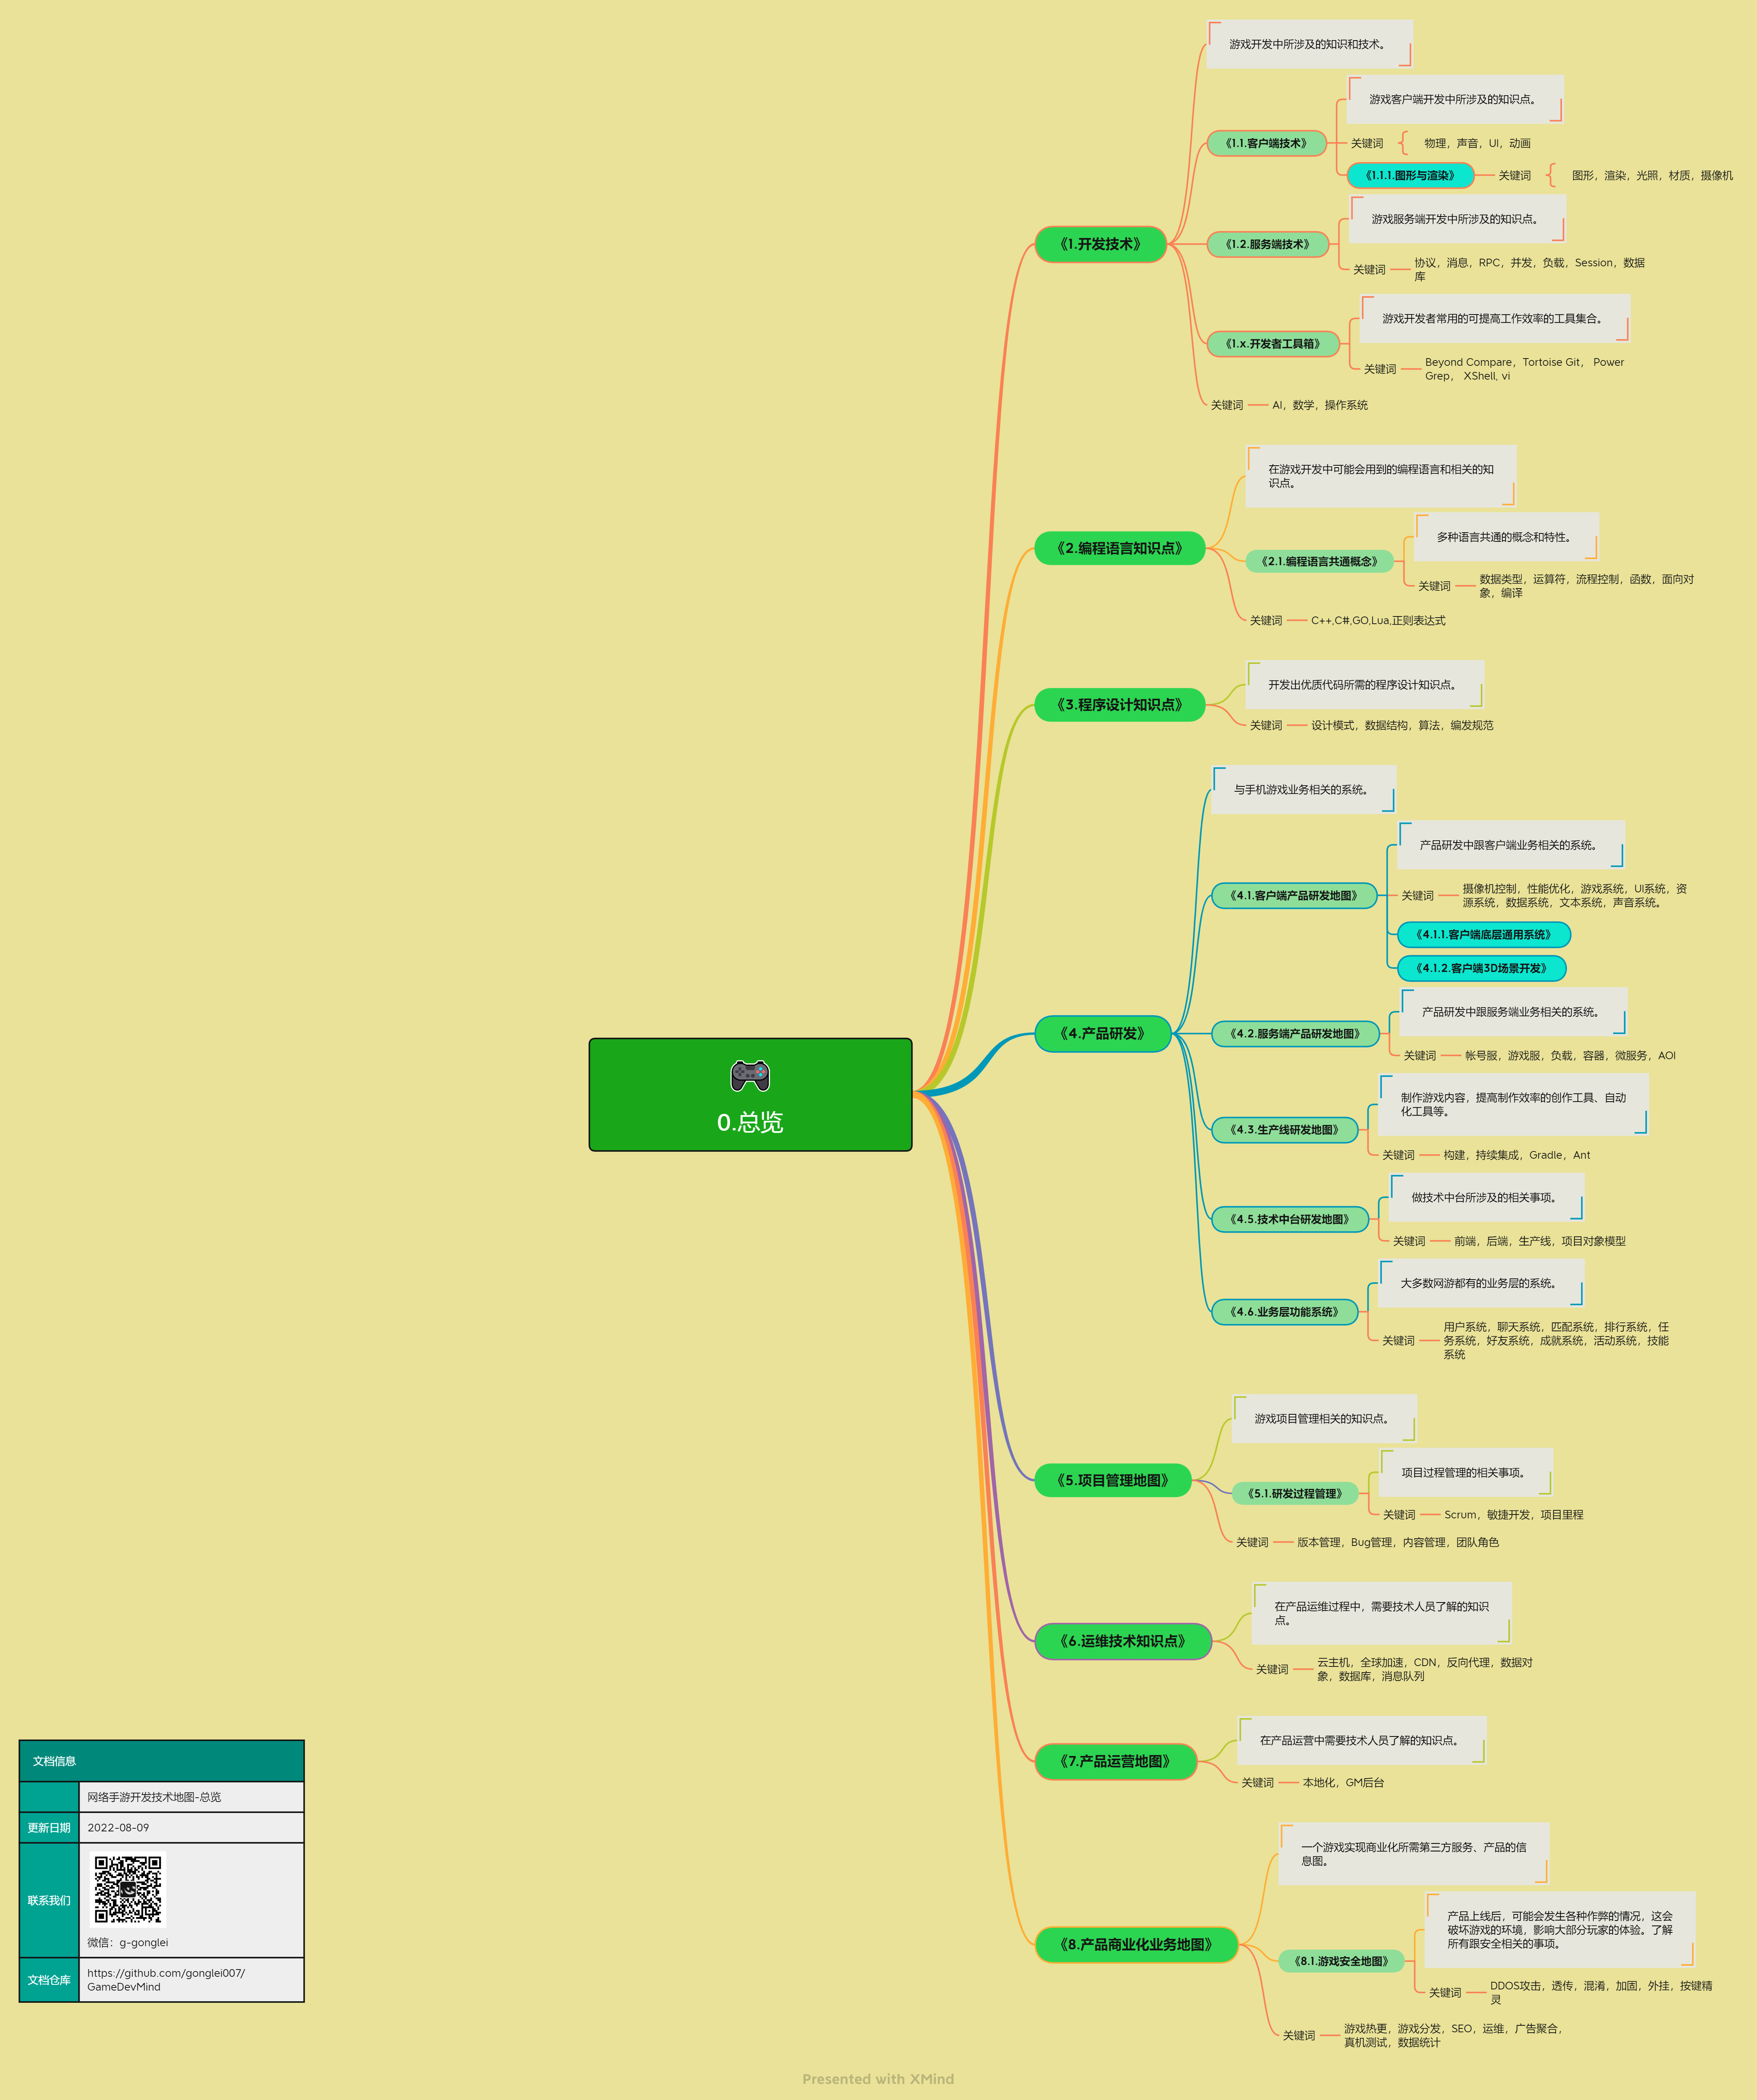 0.总览
《1.开发技术》
游戏开发中所涉及的知识和技术。
《1.1.客户端技术》
游戏客户端开发中所涉及的知识点。
关键词
物理，声音，UI，动画
《1.1.1.图形与渲染》
关键词
图形，渲染，光照，材质，摄像机
《1.2.服务端技术》
游戏服务端开发中所涉及的知识点。
关键词
协议，消息，RPC，并发，负载，Session，数据
库
《1.x.开发者工具箱》
游戏开发者常用的可提高工作效率的工具集合。
关键词
Beyond Compare，Tortoise Git， Power
Grep， XShell, vi
关键词
AI，数学，操作系统
《2.编程语言知识点》
在游戏开发中可能会用到的编程语言和相关的知
识点。
《2.1.编程语言共通概念》
多种语言共通的概念和特性。
关键词
数据类型，运算符，流程控制，函数，面向对
象，编译
关键词
C++,C#,GO,Lua,正则表达式
《3.程序设计知识点》
开发出优质代码所需的程序设计知识点。
关键词
设计模式，数据结构，算法，编发规范
《4.产品研发》
与手机游戏业务相关的系统。
《4.1.客户端产品研发地图》
产品研发中跟客户端业务相关的系统。
关键词
摄像机控制，性能优化，游戏系统，UI系统，资
源系统，数据系统，文本系统，声音系统。
《4.1.1.客户端底层通用系统》
《4.1.2.客户端3D场景开发》
《4.2.服务端产品研发地图》
产品研发中跟服务端业务相关的系统。
关键词
帐号服，游戏服，负载，容器，微服务，AOI
《4.3.生产线研发地图》
制作游戏内容，提高制作效率的创作工具、自动
化工具等。
关键词
构建，持续集成，Gradle，Ant
《4.5.技术中台研发地图》
做技术中台所涉及的相关事项。
关键词
前端，后端，生产线，项目对象模型
《4.6.业务层功能系统》
大多数网游都有的业务层的系统。
关键词
用户系统，聊天系统，匹配系统，排行系统，任
务系统，好友系统，成就系统，活动系统，技能
系统
《5.项目管理地图》
游戏项目管理相关的知识点。
《5.1.研发过程管理》
项目过程管理的相关事项。
关键词
Scrum，敏捷开发，项目里程
关键词
版本管理，Bug管理，内容管理，团队角色
《6.运维技术知识点》
在产品运维过程中，需要技术人员了解的知识
点。
关键词
云主机，全球加速，CDN，反向代理，数据对
象，数据库，消息队列
《7.产品运营地图》
在产品运营中需要技术人员了解的知识点。
关键词
本地化，GM后台
《8.产品商业化业务地图》
一个游戏实现商业化所需第三方服务、产品的信
息图。
《8.1.游戏安全地图》
产品上线后，可能会发生各种作弊的情况，这会
破坏游戏的环境，影响大部分玩家的体验。了解
所有跟安全相关的事项。
关键词
DDOS攻击，透传，混淆，加固，外挂，按键精
灵
关键词
游戏热更，游戏分发，SEO，运维，广告聚合，
真机测试，数据统计
文档信息
网络手游开发技术地图-总览
更新日期
2022-08-09
联系我们
微信：g-gonglei
文档仓库
https://github.com/gonglei007/
GameDevMind
Presented with XMind